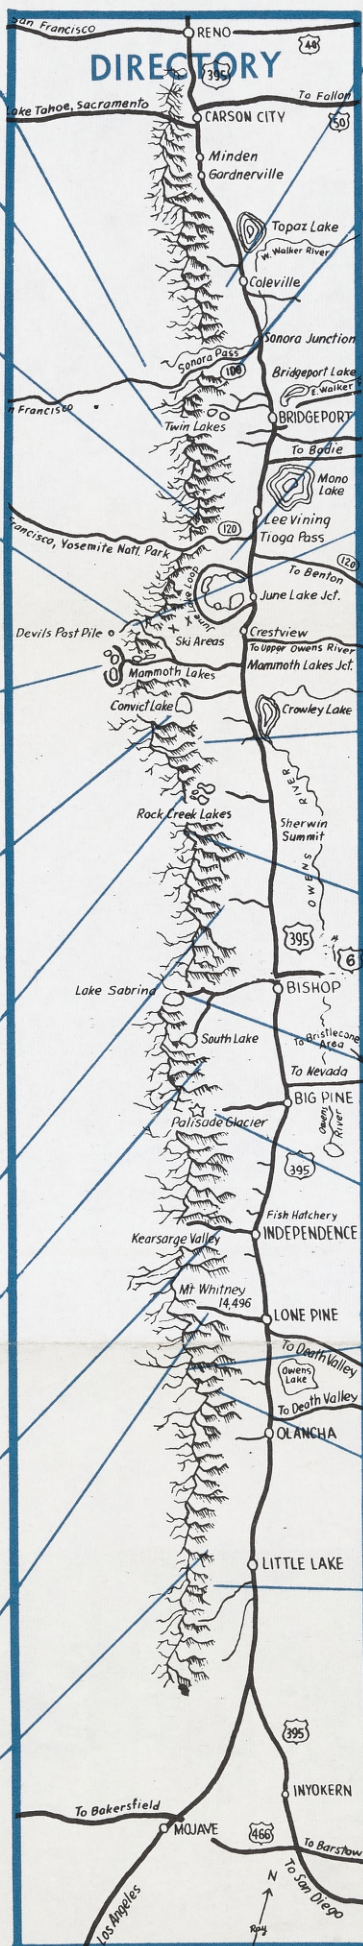 San Francisco
RENO
40
DIRECTORY
395
To Fallon
Lake Tahoe, Sacramento
50
CARSON CITY
Minden
Gardnerville
Topaz Lake
W. Walker River
Coleville
Sonora Junction
Sonora Pass
108
Bridgeport Lake
E. Walker
n Francisco
BRIDGEPORT
Twin Lakes
To Bodie
Mono
Lake
Lee Vining
120
Tioga Pass
Francisco, Yosemite Natl. Park
120
To Benton
June Lake Loop
June Lake Jct.
Devils Post Pile
Crestview
Ski Areas
To Upper Owens River
Mammoth Lakes Jct.
Mammoth Lakes
Convict Lake
Crowley Lake
Rock Creek Lakes
Sherwin
Summit
OWENS RIVER
395
6
Lake Sabrina
BISHOP
South Lake
To Bristlecone
Area
To Nevada
BIG PINE
Palisade Glacier
Owens
River
395
Fish Hatchery
INDEPENDENCE
Kearsarge Valley
Mt Whitney
14,496
LONE PINE
To Death Valley
Owens
Lake
To Death Valley
OLANCHA
LITTLE LAKE
395
INYOKERN
To Bakersfield
MOJAVE
466
To Barstow
To San Diego
N
Los Angeles
Ray